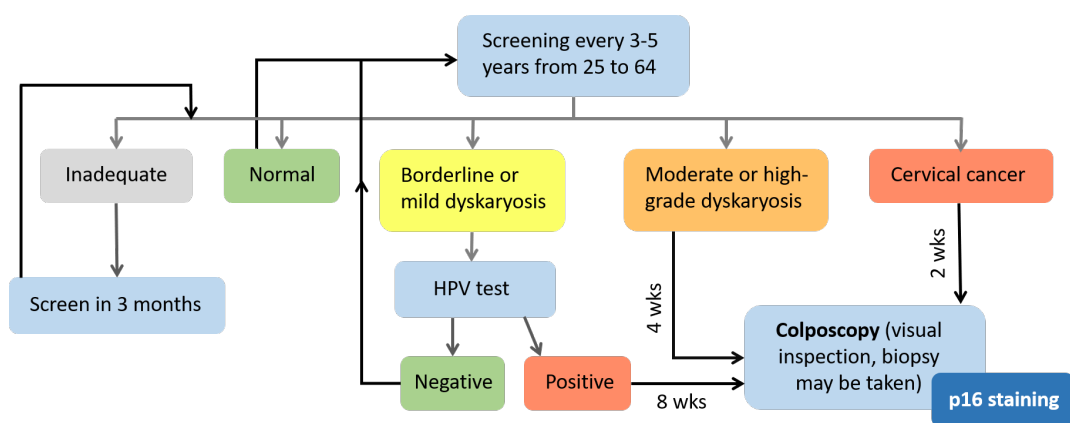 Screening every 3-5
years from 25 to 64
Inadequate
Normal
Borderline or
mild dyskaryosis
Moderate or high-
grade dyskaryosis
Cervical cancer
2 wks
HPV test
4 wks
Screen in 3 months
Colposcopy (visual
inspection, biopsy
may be taken)
Negative
Positive
8 wks
p16 staining